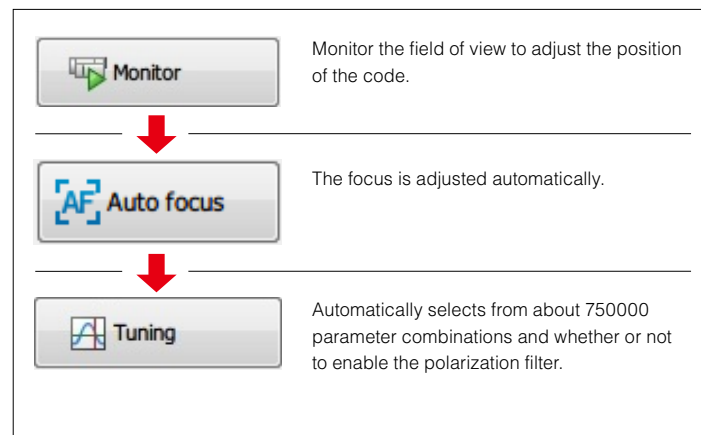 Monitor
Monitor the field of view to adjust the position
of the code.
AF Auto focus
The focus is adjusted automatically.
Tuning
Automatically selects from about 750000
parameter combinations and whether or not
to enable the polarization filter.